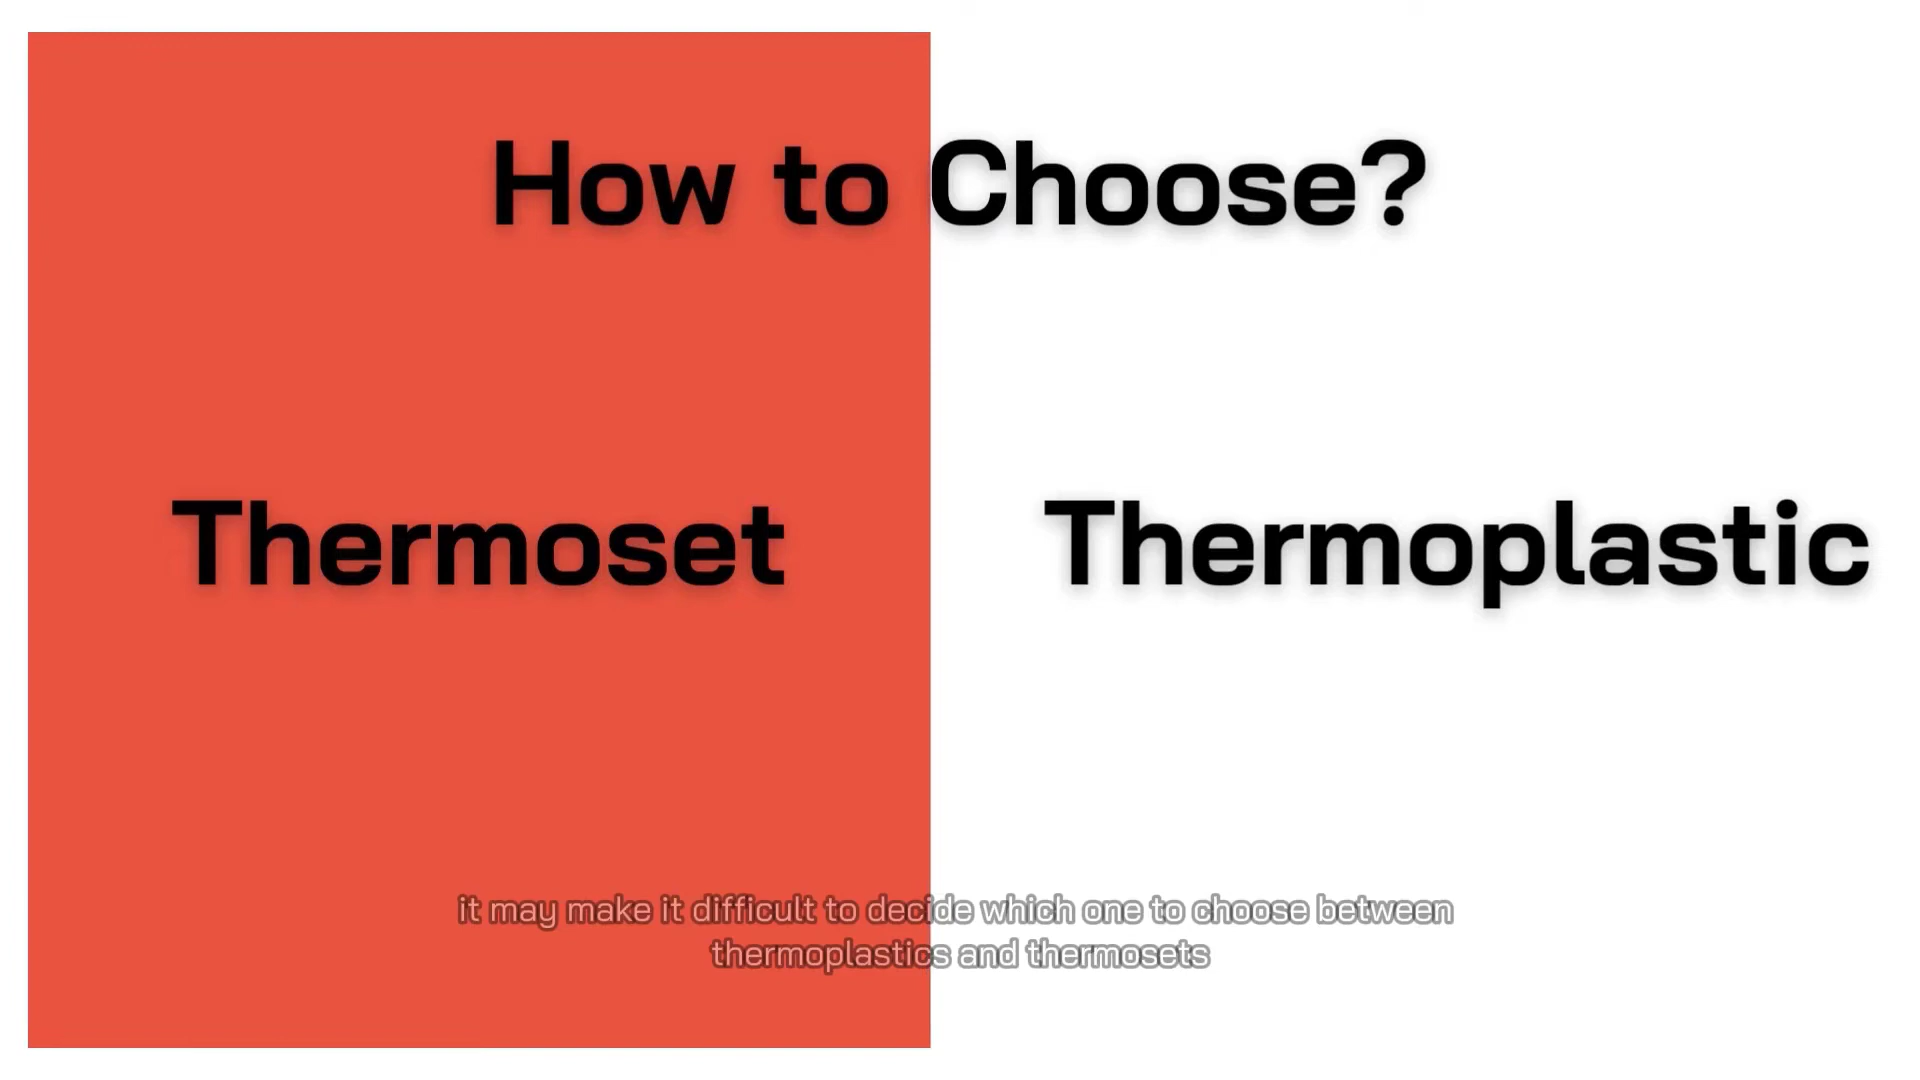 How to Choose?
Thermoset
Thermoplastic
it may make it difficult to decide which one to choose between
thermoplastics and thermosets